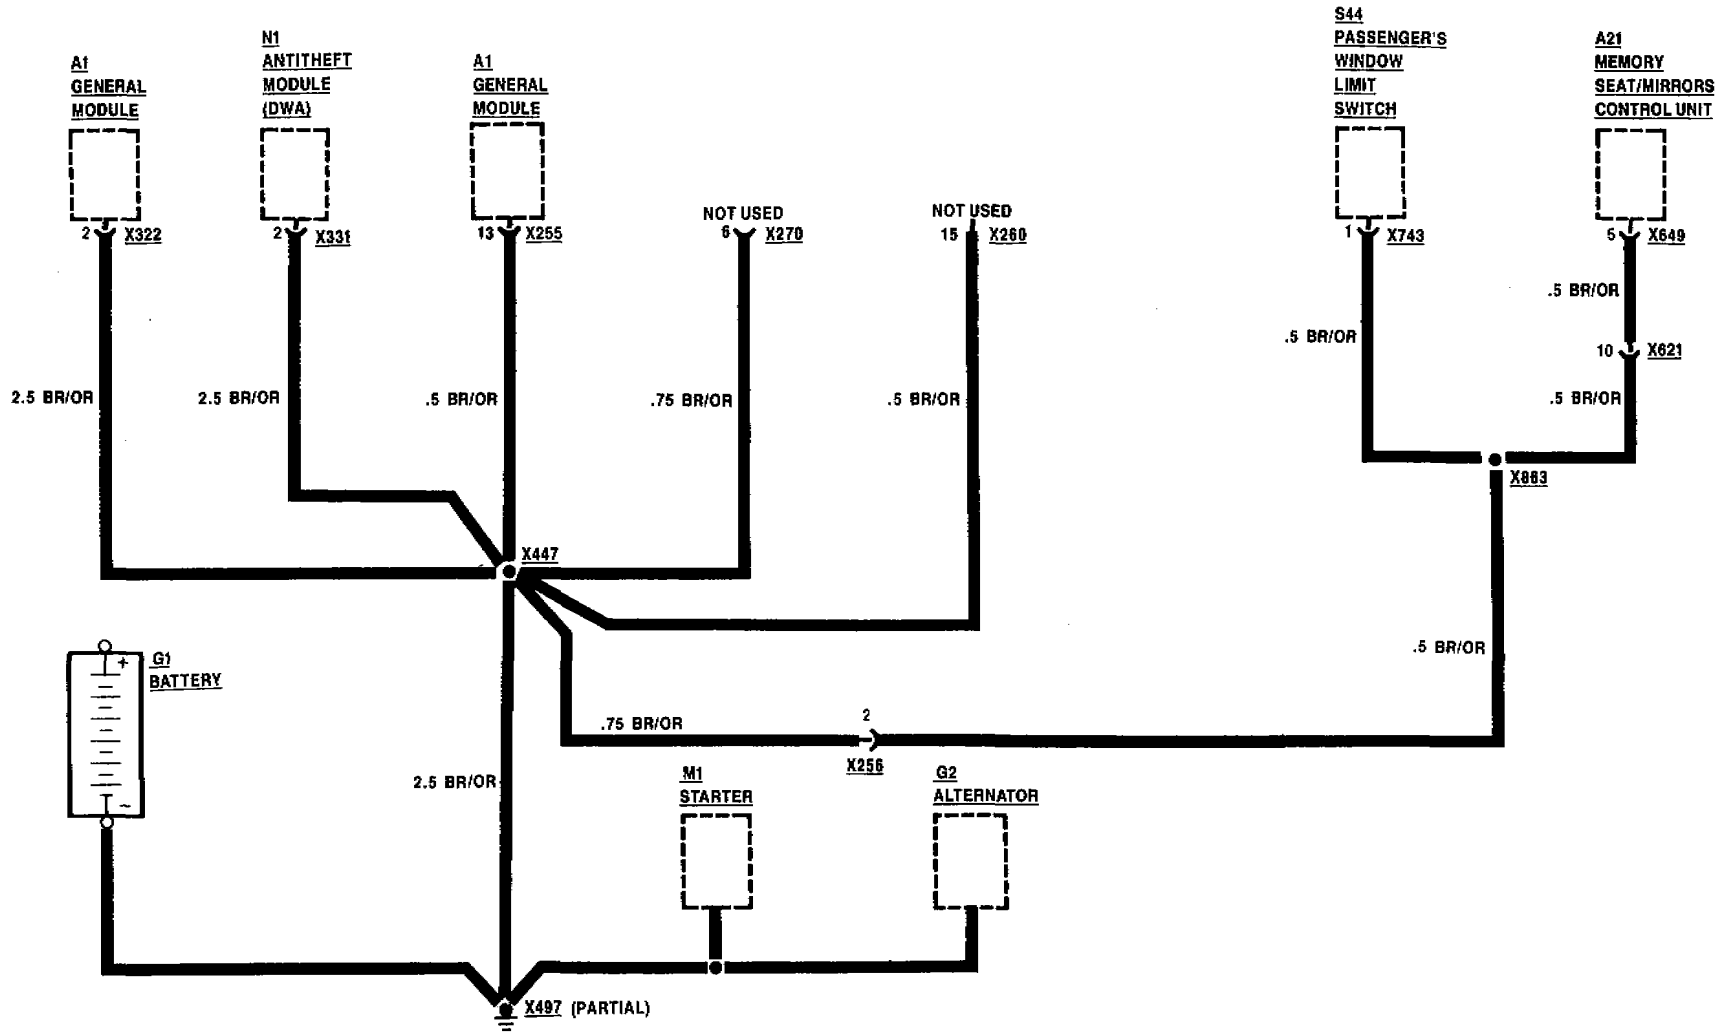 S44
PASSENGER'S
WINDOW
LIMIT
SWITCH
A21
MEMORY
SEAT/MIRRORS
CONTROL UNIT
N1
ANTITHEFT
MODULE
(DWA)
A1
GENERAL
MODULE
A1
GENERAL
MODULE
NOT USED
NOT USED
2 X322
2 X331
13 X255
6 X270
15 X260
1 X743
5 X649
.5 BR/OR
.5 BR/OR
10 X621
2.5 BR/OR
2.5 BR/OR
.5 BR/OR
.75 BR/OR
.5 BR/OR
.5 BR/OR
X863
X447
.5 BR/OR
+
G1
BATTERY
−
.75 BR/OR
2
X256
2.5 BR/OR
M1
STARTER
G2
ALTERNATOR
X497 (PARTIAL)